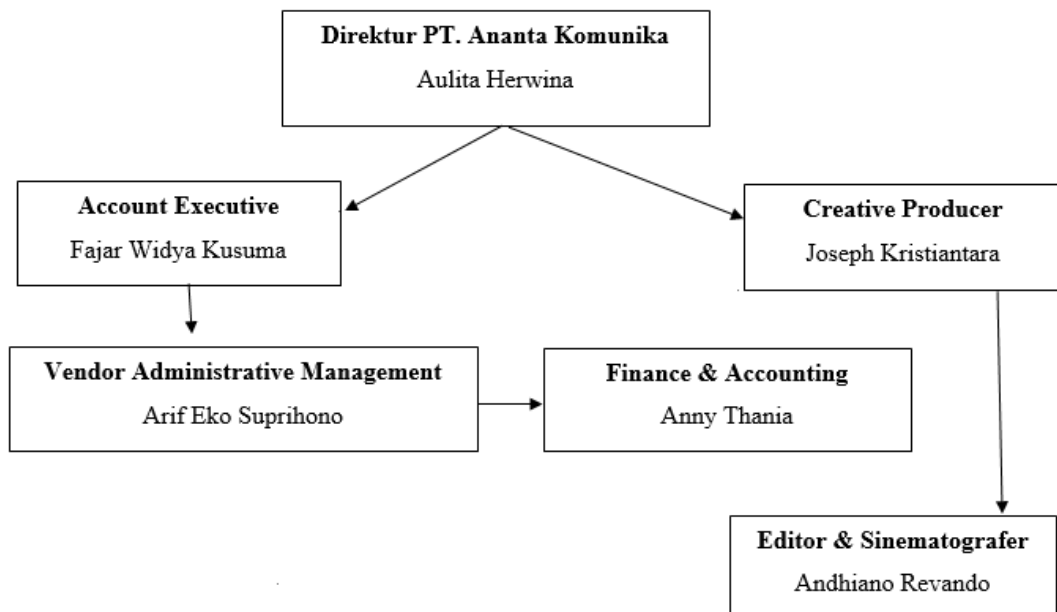 Direktur PT. Ananta Komunika
Aulita Herwina
Account Executive
Fajar Widya Kusuma
Creative Producer
Joseph Kristiantara
Vendor Administrative Management
Arif Eko Suprihono
Finance & Accounting
Anny Thania
Editor & Sinematografer
Andhiano Revando